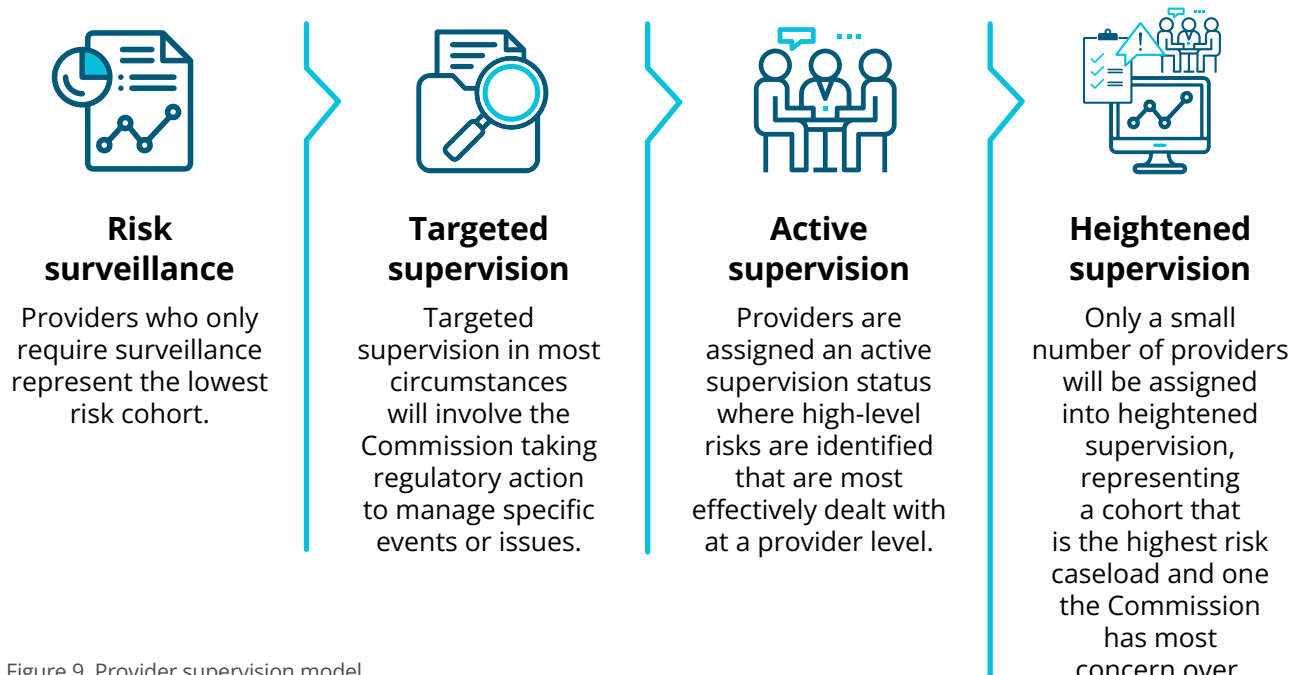 Risk
surveillance
Providers who only
require surveillance
represent the lowest
risk cohort.
Targeted
supervision
Targeted
supervision in most
circumstances
will involve the
Commission taking
regulatory action
to manage specific
events or issues.
Active
supervision
Providers are
assigned an active
supervision status
where high-level
risks are identified
that are most
effectively dealt with
at a provider level.
Heightened
supervision
Only a small
number of providers
will be assigned
into heightened
supervision,
representing
a cohort that
is the highest risk
caseload and one
the Commission
has most
concern over
Figure 9. Provider supervision model